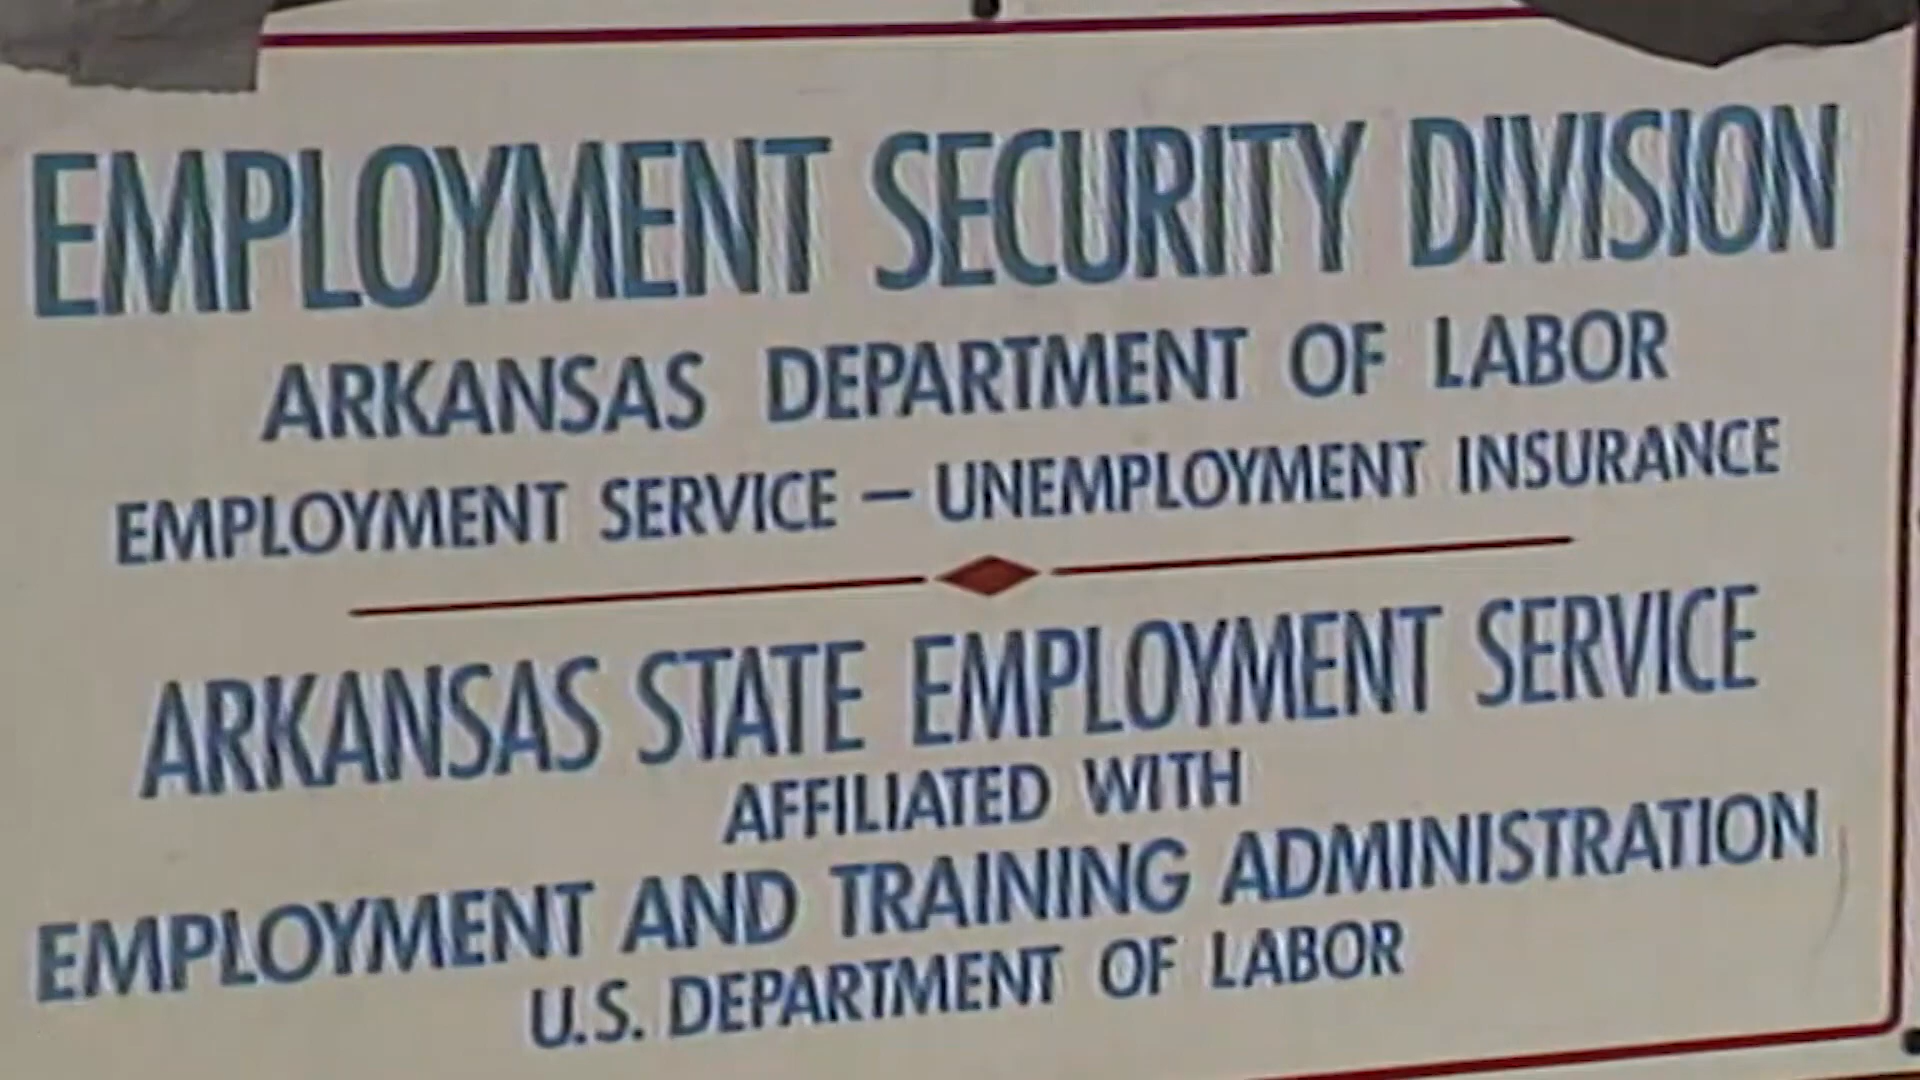 EMPLOYMENT SECURITY DIVISION
ARKANSAS DEPARTMENT OF LABOR
EMPLOYMENT SERVICE — UNEMPLOYMENT INSURANCE
ARKANSAS STATE EMPLOYMENT SERVICE
AFFILIATED WITH
EMPLOYMENT AND TRAINING ADMINISTRATION
U.S. DEPARTMENT OF LABOR